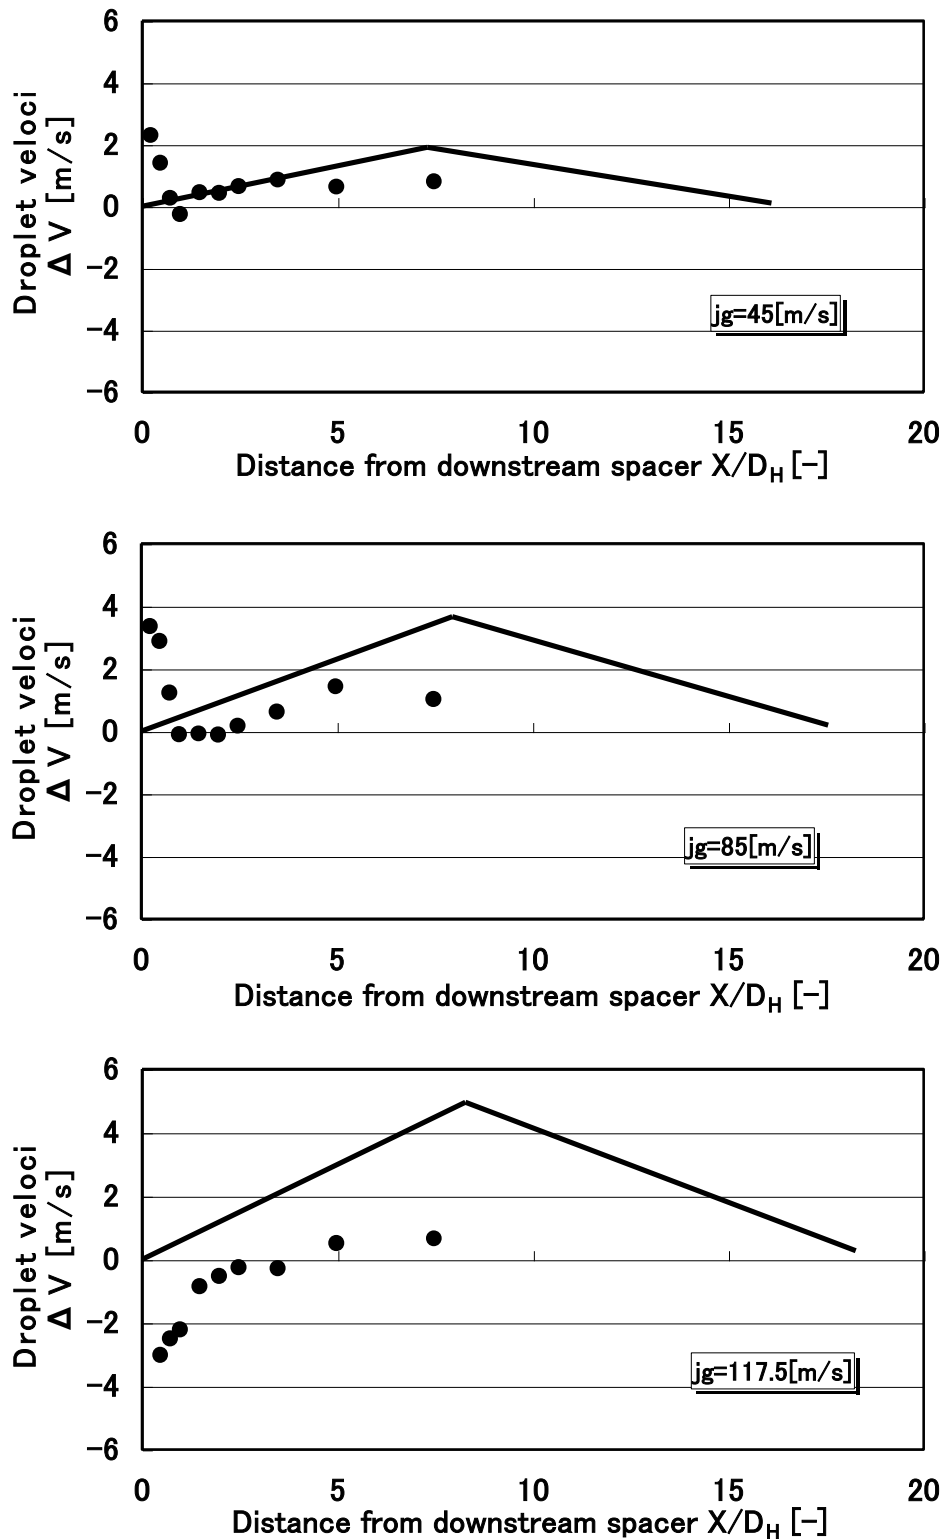 6
4
2
0
−2
−4
−6
Droplet veloci
Δ V [m/s]
jg=45[m/s]
0 5 10 15 20
Distance from downstream spacer X/D_H [−]
6
4
2
0
−2
−4
−6
Droplet veloci
Δ V [m/s]
jg=85[m/s]
0 5 10 15 20
Distance from downstream spacer X/D_H [−]
6
4
2
0
−2
−4
−6
Droplet veloci
Δ V [m/s]
jg=117.5[m/s]
0 5 10 15 20
Distance from downstream spacer X/D_H [−]